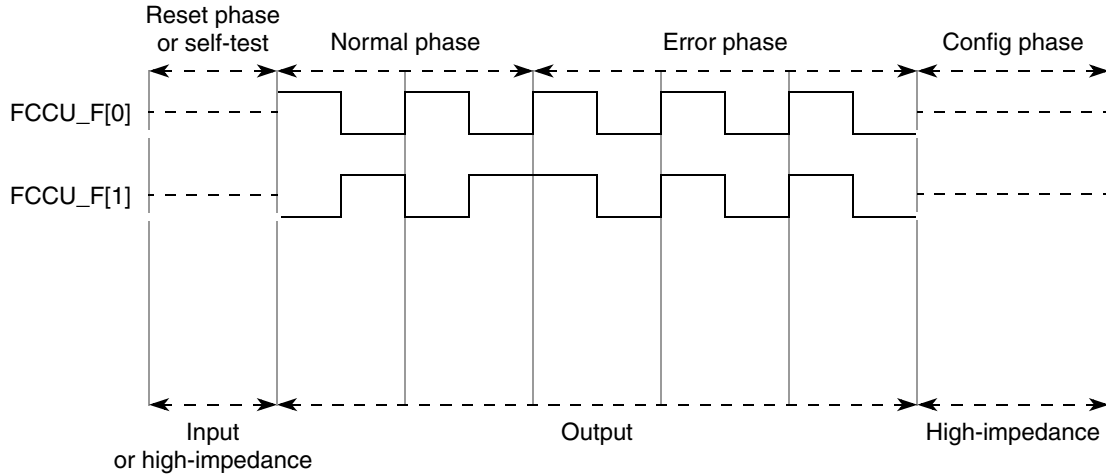 Reset phase
or self-test
Normal phase
Error phase
Config phase
FCCU_F[0]
FCCU_F[1]
Input
or high-impedance
Output
High-impedance